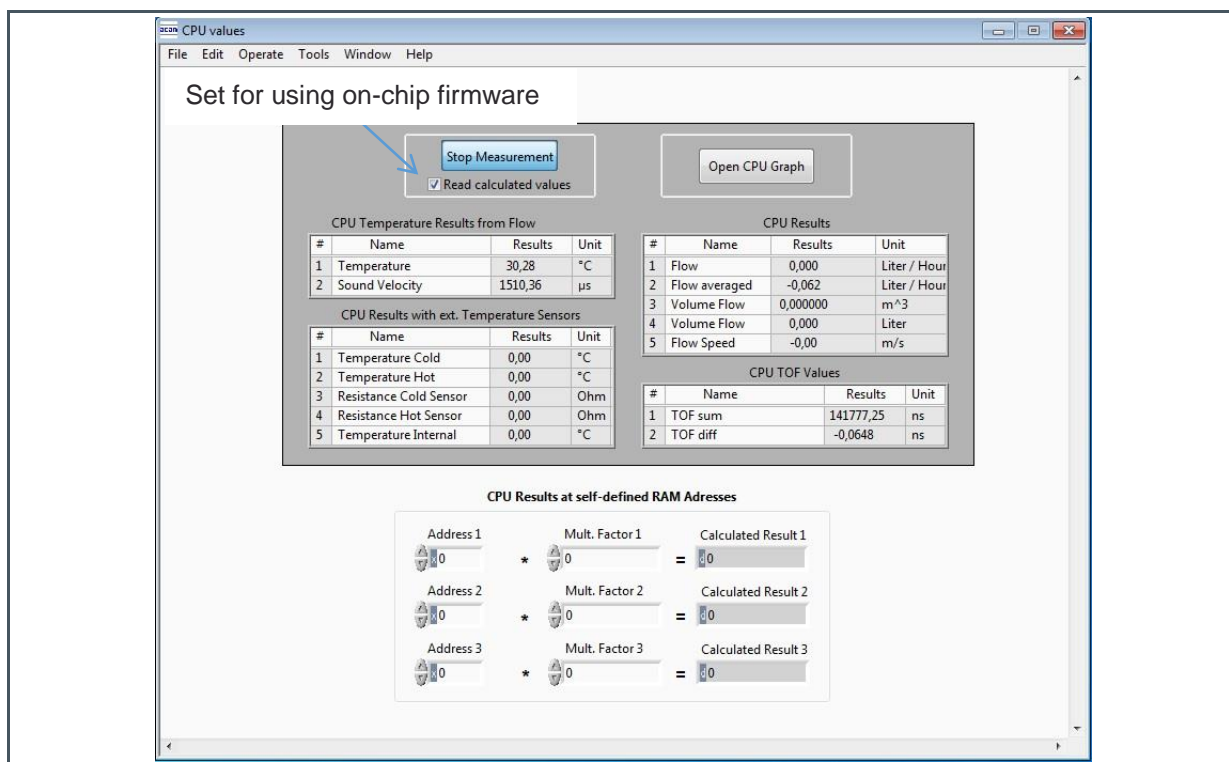 acam CPU values
File Edit Operate Tools Window Help
Set for using on-chip firmware
Stop Measurement
Read calculated values
Open CPU Graph
CPU Temperature Results from Flow
# Name Results Unit
1 Temperature 30,28 °C
2 Sound Velocity 1510,36 µs
CPU Results with ext. Temperature Sensors
# Name Results Unit
1 Temperature Cold 0,00 °C
2 Temperature Hot 0,00 °C
3 Resistance Cold Sensor 0,00 Ohm
4 Resistance Hot Sensor 0,00 Ohm
5 Temperature Internal 0,00 °C
CPU Results
# Name Results Unit
1 Flow 0,000 Liter / Hour
2 Flow averaged -0,062 Liter / Hour
3 Volume Flow 0,000000 m^3
4 Volume Flow 0,000 Liter
5 Flow Speed -0,00 m/s
CPU TOF Values
# Name Results Unit
1 TOF sum 141777,25 ns
2 TOF diff -0,0648 ns
CPU Results at self-defined RAM Adresses
Address 1 Mult. Factor 1 Calculated Result 1
x 0 * 0 = d 0
Address 2 Mult. Factor 2 Calculated Result 2
x 0 * 0 = d 0
Address 3 Mult. Factor 3 Calculated Result 3
x 0 * 0 = d 0